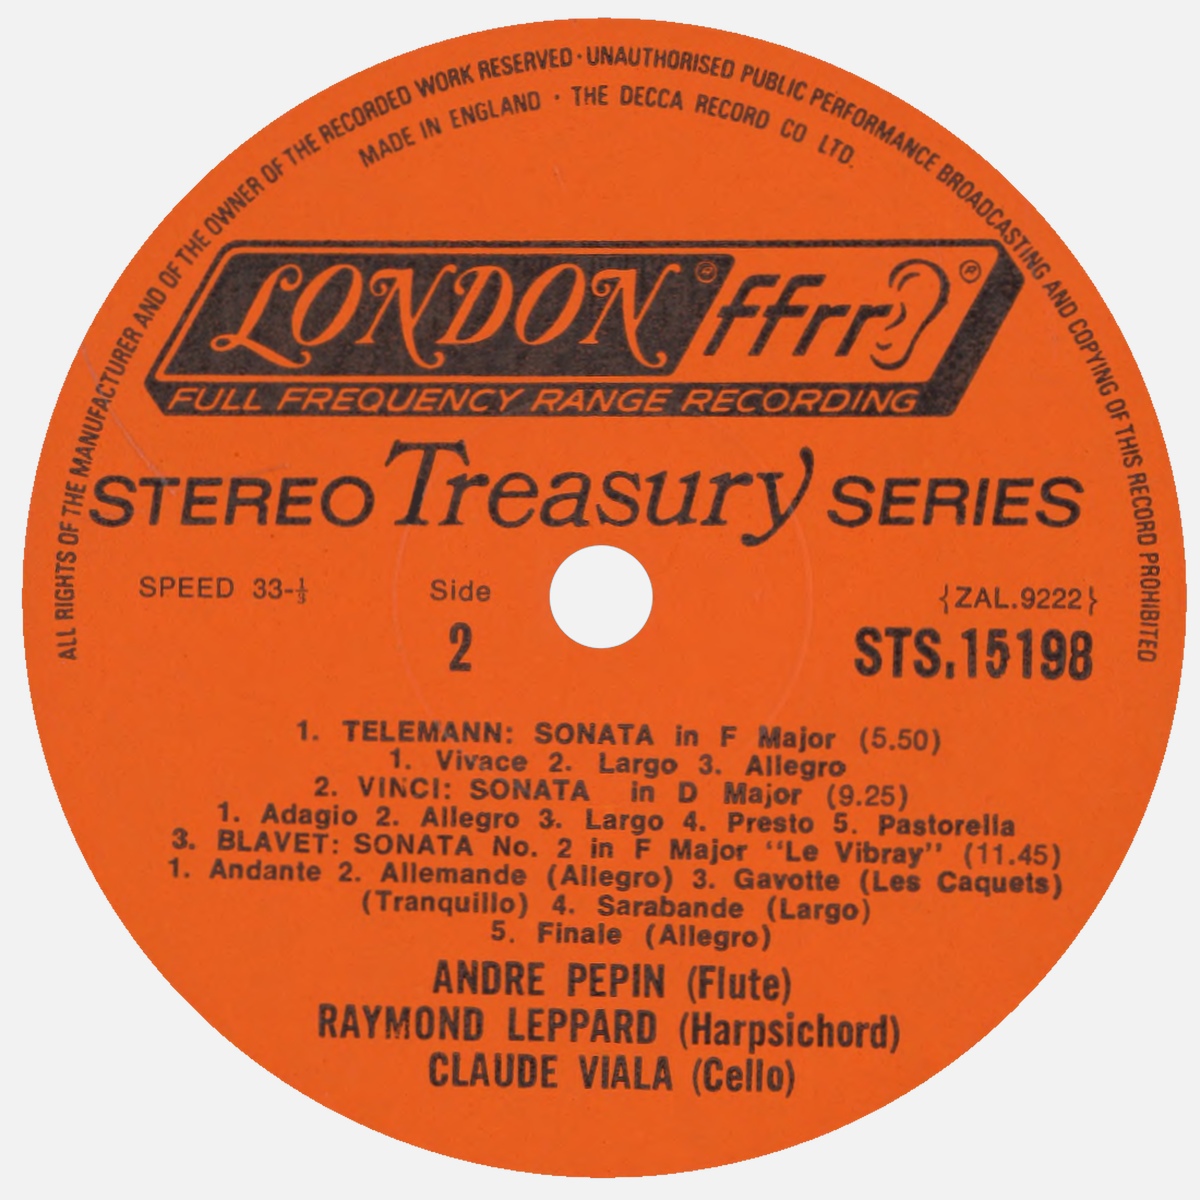 ALL RIGHTS OF THE MANUFACTURER AND OF THE OWNER OF THE RECORDED WORK RESERVED · UNAUTHORISED PUBLIC PERFORMANCE BROADCASTING AND COPYING OF THIS RECORD PROHIBITED
MADE IN ENGLAND · THE DECCA RECORD CO LTD.
LONDON ® ffrr ®
FULL FREQUENCY RANGE RECORDING
STEREO Treasury SERIES
SPEED 33-⅓ Side {ZAL.9222}
2 STS.15198
1. TELEMANN: SONATA in F Major (5.50)
1. Vivace 2. Largo 3. Allegro
2. VINCI: SONATA in D Major (9.25)
1. Adagio 2. Allegro 3. Largo 4. Presto 5. Pastorella
3. BLAVET: SONATA No. 2 in F Major “Le Vibray” (11.45)
1. Andante 2. Allemande (Allegro) 3. Gavotte (Les Caquets)
(Tranquillo) 4. Sarabande (Largo)
5. Finale (Allegro)
ANDRE PEPIN (Flute)
RAYMOND LEPPARD (Harpsichord)
CLAUDE VIALA (Cello)